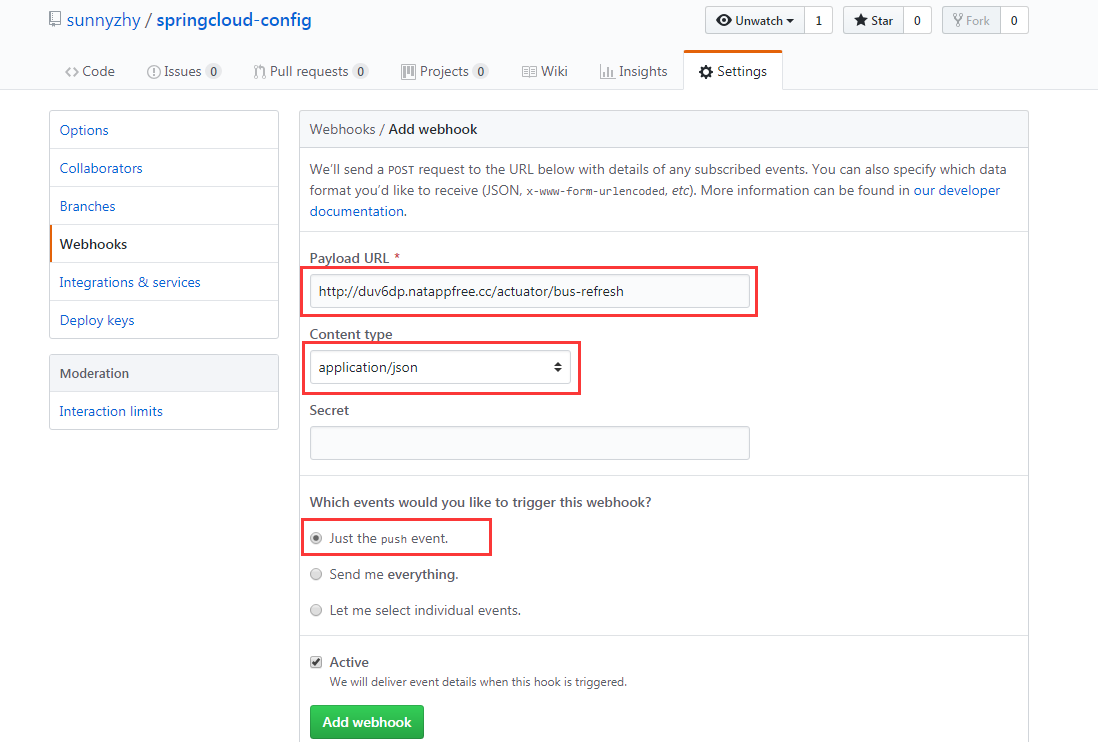 sunnyzhy / springcloud-config
Unwatch 1 Star 0 Fork 0
Code Issues 0 Pull requests 0 Projects 0 Wiki Insights Settings
Options
Collaborators
Branches
Webhooks
Integrations & services
Deploy keys
Moderation
Interaction limits
Webhooks / Add webhook
We’ll send a POST request to the URL below with details of any subscribed events. You can also specify which data
format you’d like to receive (JSON, x-www-form-urlencoded, etc). More information can be found in our developer
documentation.
Payload URL *
http://duv6dp.natappfree.cc/actuator/bus-refresh
Content type
application/json
Secret
Which events would you like to trigger this webhook?
Just the push event.
Send me everything.
Let me select individual events.
Active
We will deliver event details when this hook is triggered.
Add webhook